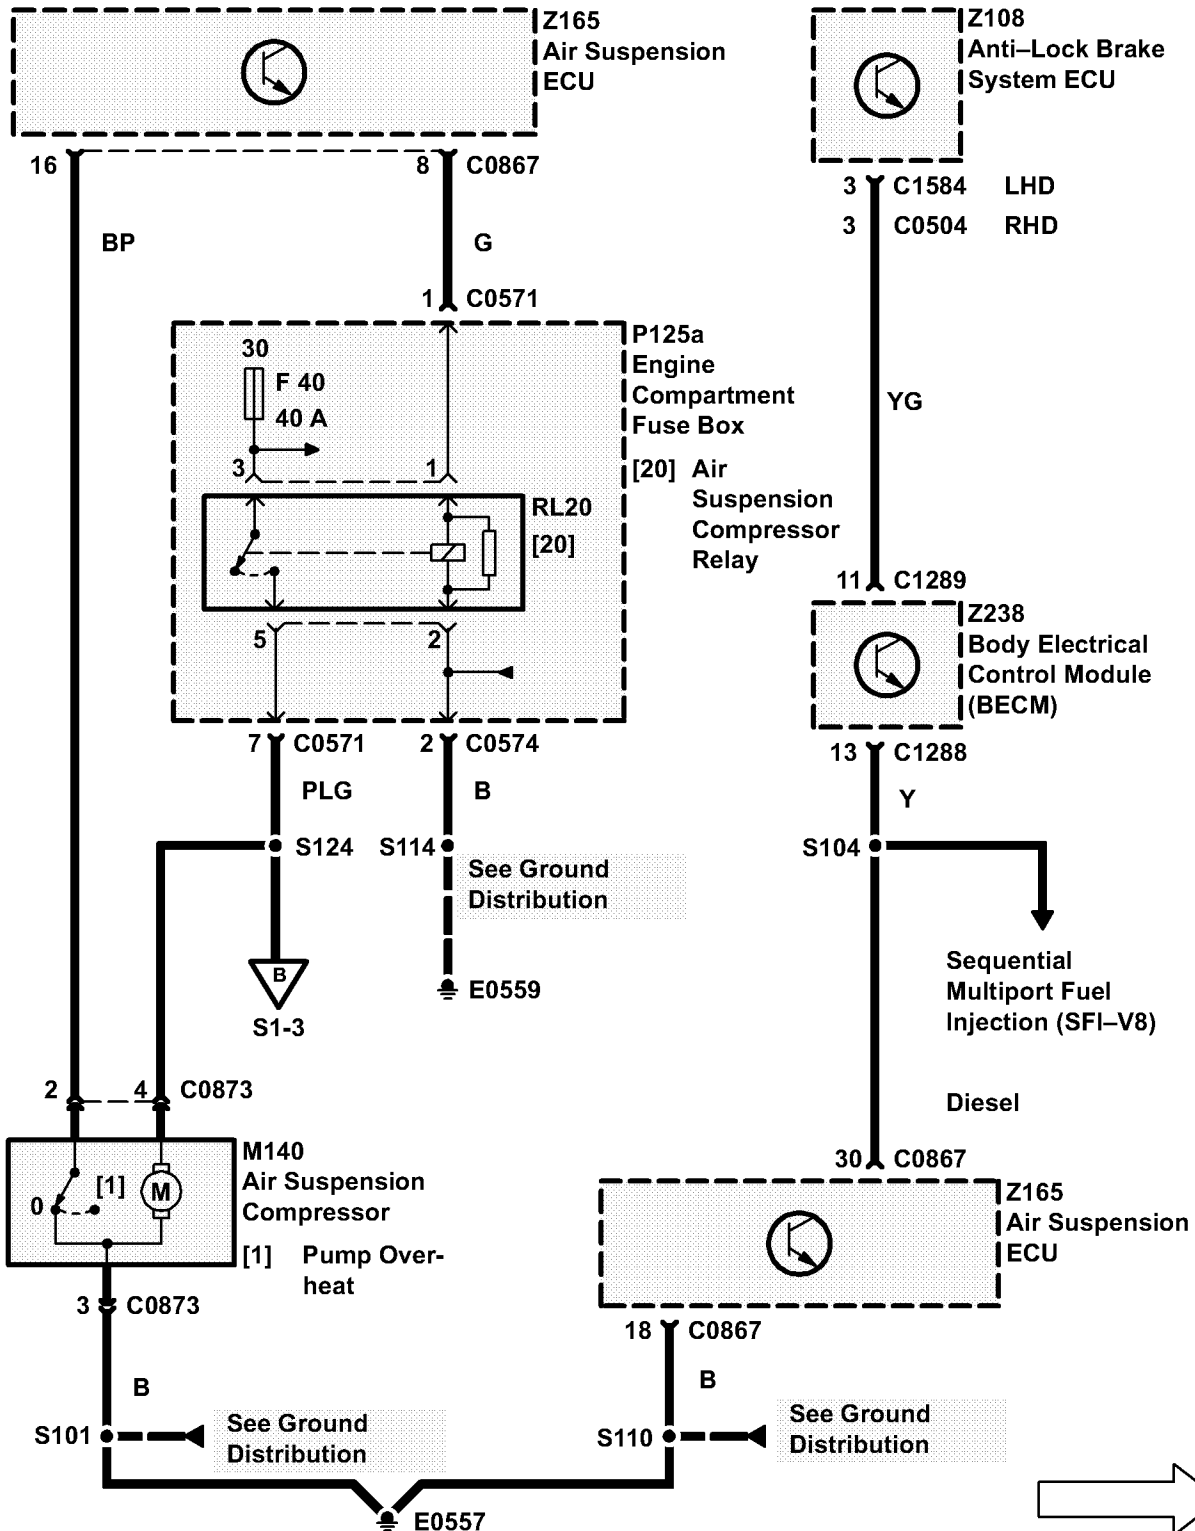 Z165
Air Suspension
ECU
Z108
Anti–Lock Brake
System ECU
16
8
C0867
3
C1584
LHD
3
C0504
RHD
BP
G
1
C0571
P125a
Engine
Compartment
Fuse Box
[20] Air
Suspension
Compressor
Relay
30
F 40
40 A
3
1
RL20
[20]
5
2
YG
11
C1289
Z238
Body Electrical
Control Module
(BECM)
7
C0571
2
C0574
13
C1288
PLG
B
Y
S124
S114
S104
See Ground
Distribution
B
S1-3
E0559
Sequential
Multiport Fuel
Injection (SFI–V8)
Diesel
2
4
C0873
30
C0867
M140
Air Suspension
Compressor
[1] Pump Over-
heat
0
[1]
M
Z165
Air Suspension
ECU
3
C0873
18
C0867
B
B
S101
See Ground
Distribution
S110
See Ground
Distribution
E0557